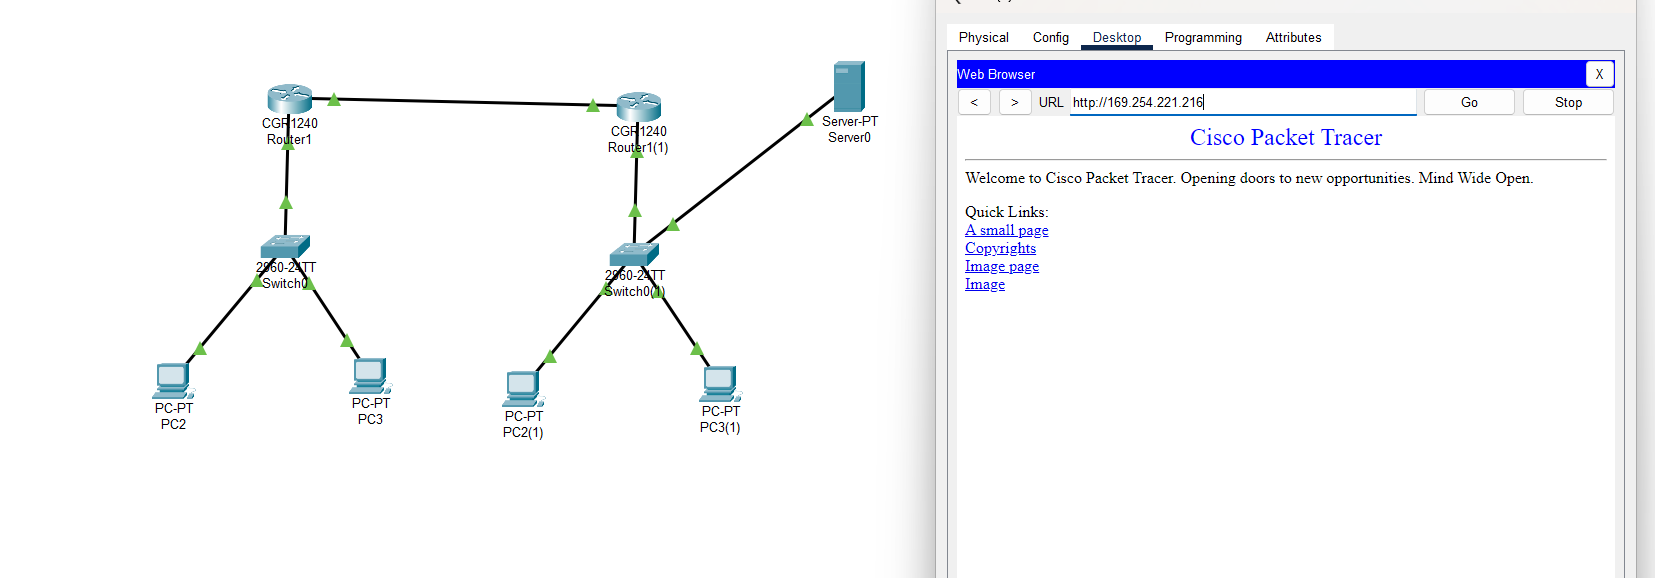 CGR1240
Router1
CGR1240
Router1(1)
Server-PT
Server0
2960-24TT
Switch0
2960-24TT
Switch0(1)
PC-PT
PC2
PC-PT
PC3
PC-PT
PC2(1)
PC-PT
PC3(1)
Physical Config Desktop Programming Attributes
Web Browser X
< > URL http://169.254.221.216 Go Stop
Cisco Packet Tracer
Welcome to Cisco Packet Tracer. Opening doors to new opportunities. Mind Wide Open.
Quick Links:
A small page
Copyrights
Image page
Image